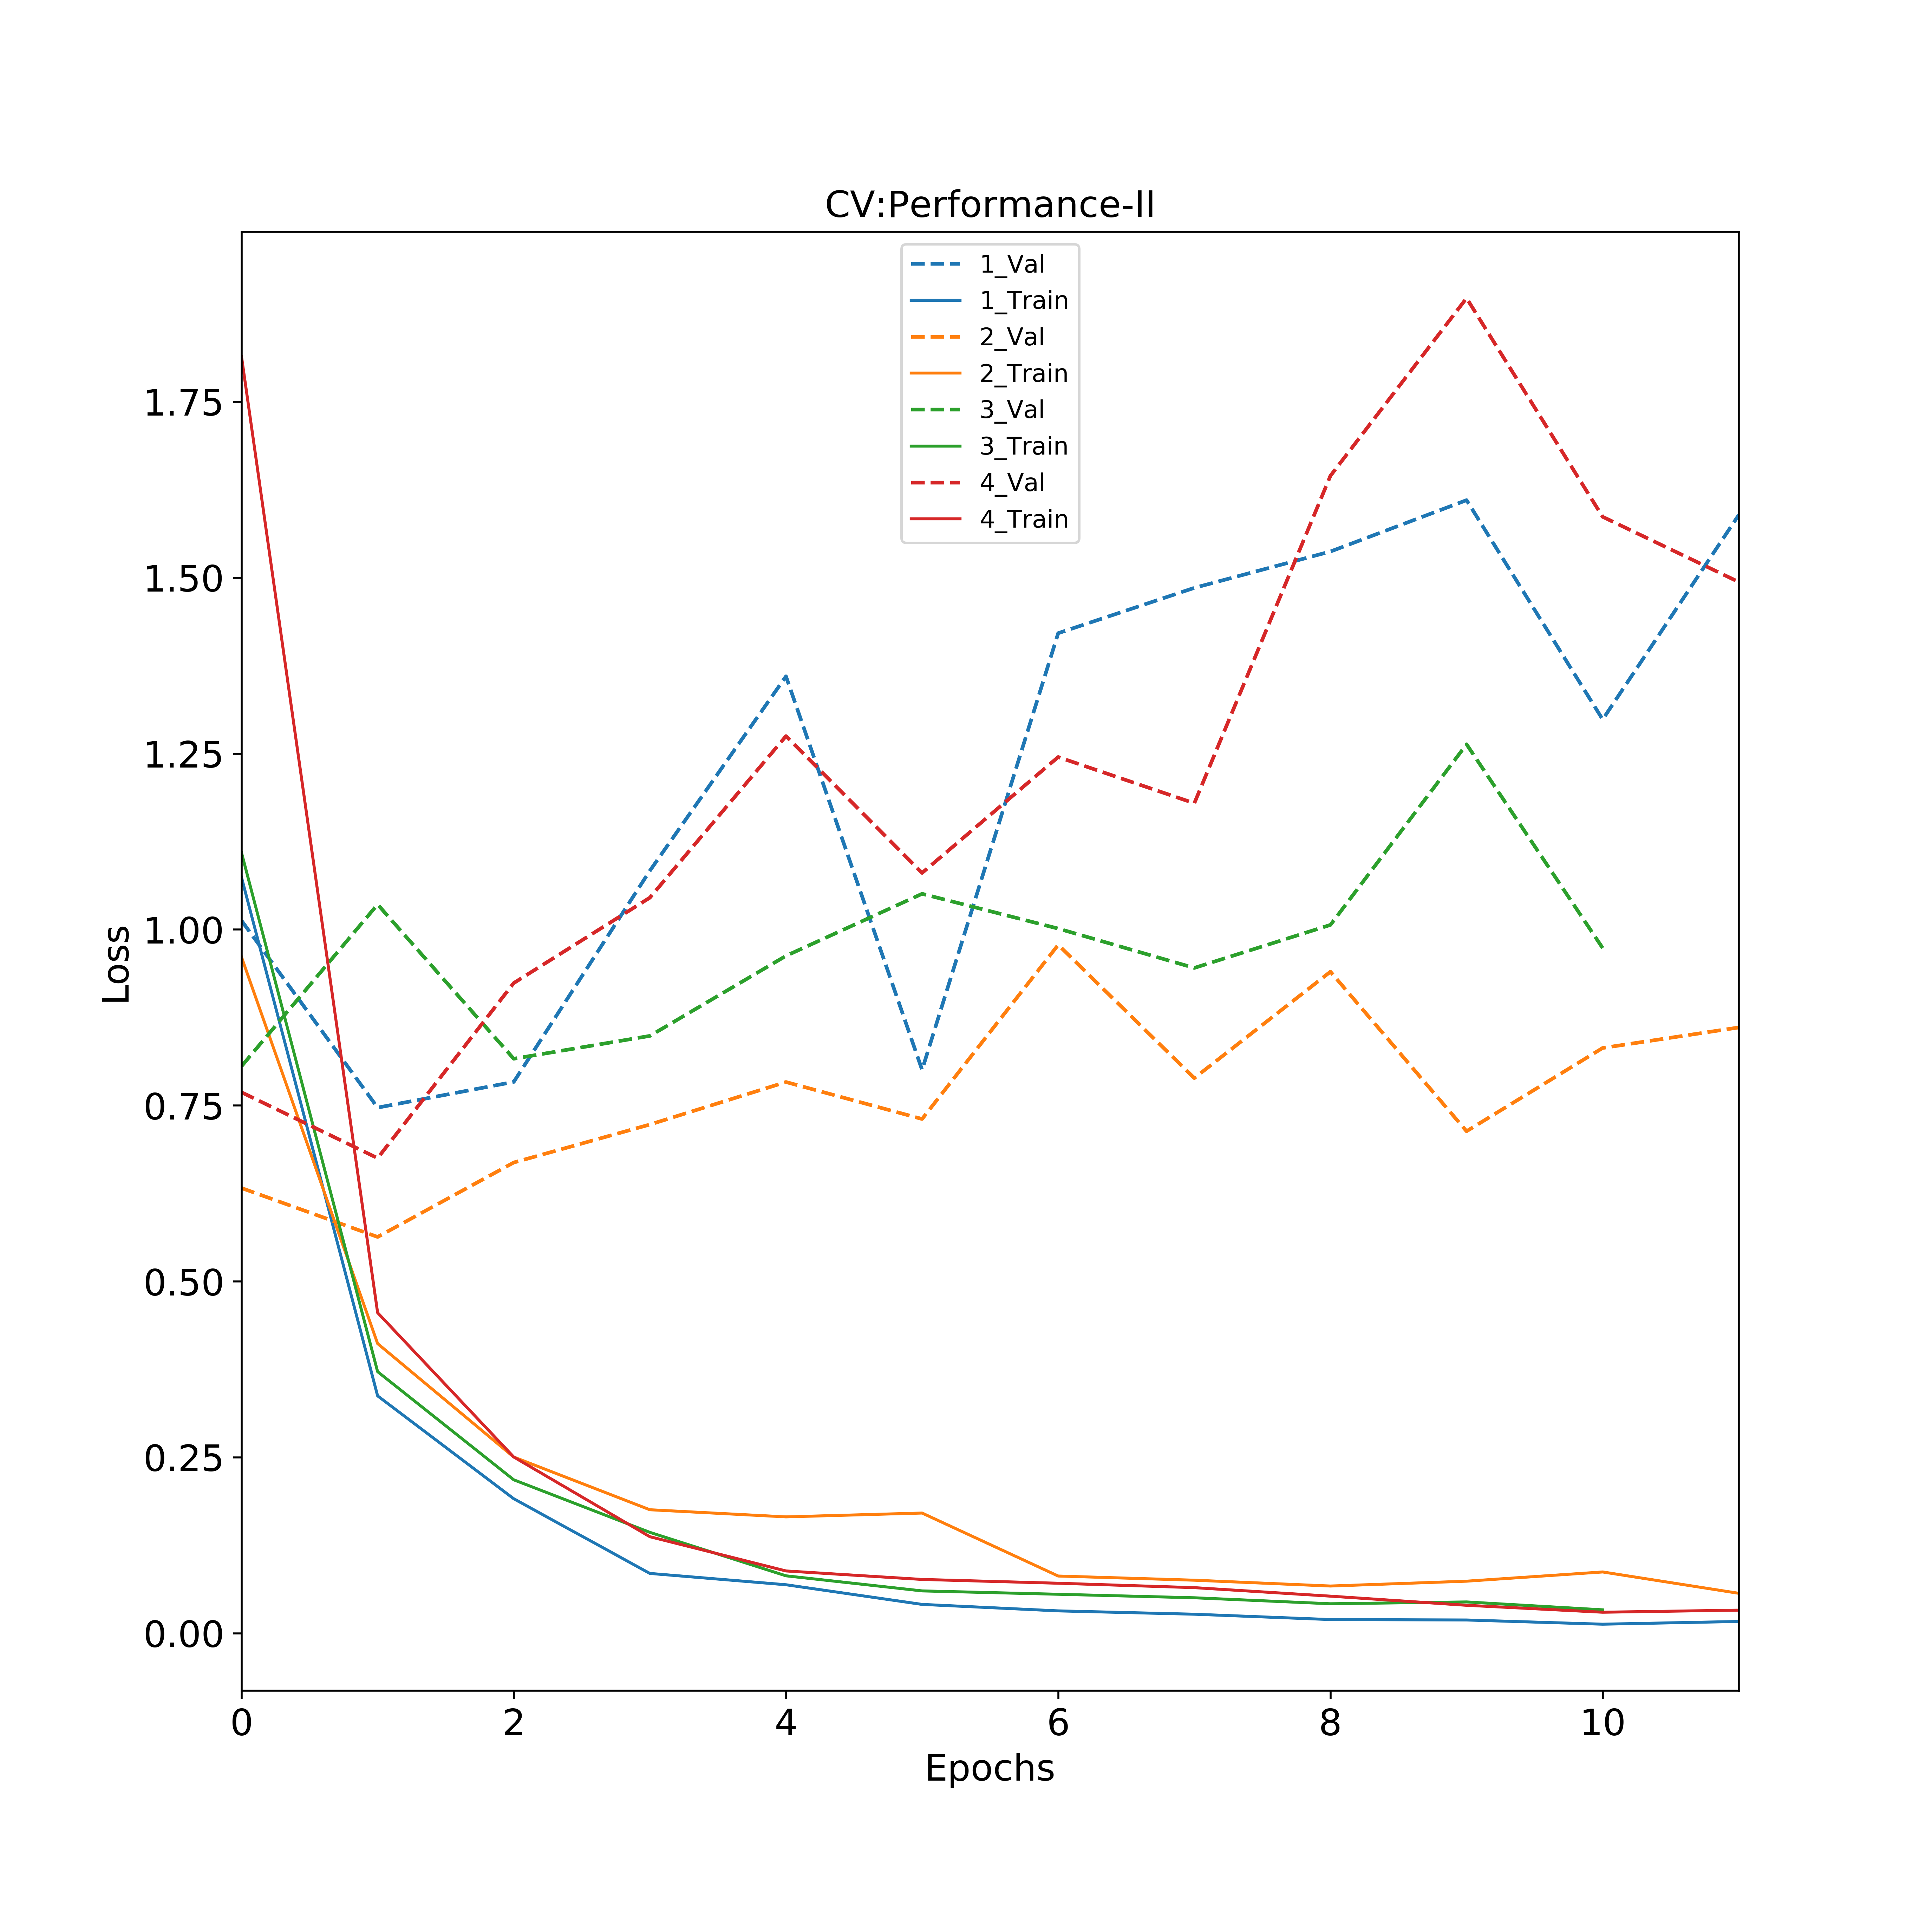 CV:Performance-II
1_Val
1_Train
2_Val
2_Train
3_Val
3_Train
4_Val
4_Train
1.75
1.50
1.25
1.00
0.75
0.50
0.25
0.00
Loss
0 2 4 6 8 10
Epochs